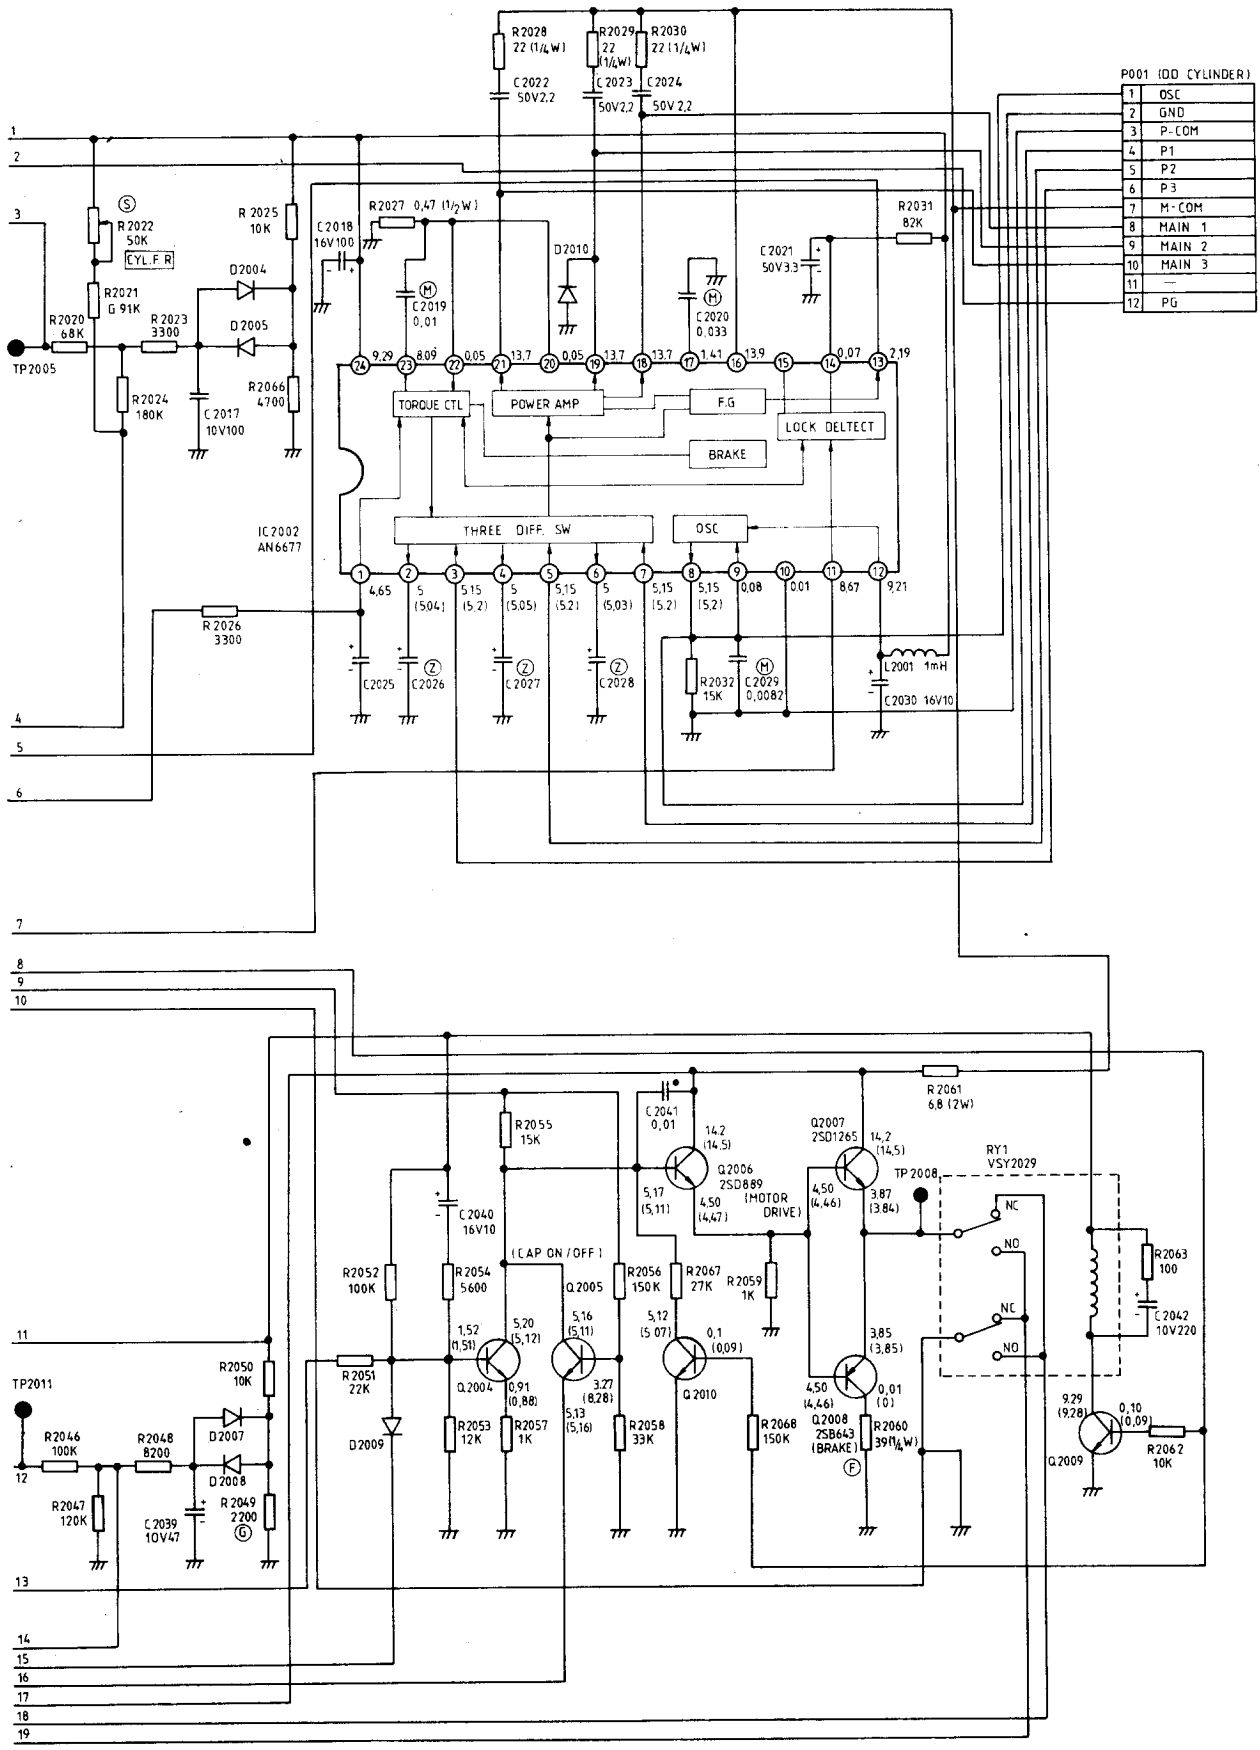 R2028
22 (1/4W)
R2029
22
(1/4W)
R2030
22 (1/4W)
C2022
50V2,2
C2023
50V2,2
C2024
50V2,2
P001 (DD CYLINDER)
1 OSC
2 GND
3 P-COM
4 P1
5 P2
6 P3
7 M-COM
8 MAIN 1
9 MAIN 2
10 MAIN 3
11 —
12 PG
1
2
3
S
R2022
50K
CYL.F.R
R2025
10K
R2021
G 91K
D2004
D2005
R2020
68K
R2023
3300
TP2005
R2024
180K
C2017
10V100
R2066
4700
C2018
16V100
R2027 0,47 (1/2W)
M
C2019
0,01
D2010
M
C2020
0,033
C2021
50V3,3
R2031
82K
24 9,29 23 8,09 22 0,05 21 13,7 20 0,05 19 13,7 18 13,7 17 1,41 16 13,9 15 14 0,07 13 2,19
TORQUE CTL
POWER AMP
F.G
LOCK DELTECT
BRAKE
THREE DIFF. SW
OSC
IC2002
AN6677
1 2 3 4 5 6 7 8 9 10 11 12
4,65
5
(5,04)
5,15
(5,2)
5
(5,05)
5,15
(5,2)
5
(5,03)
5,15
(5,2)
5,15
(5,2)
0,08
0,01
8,67
9,21
R2026
3300
C2025
Z
C2026
Z
C2027
Z
C2028
R2032
15K
M
C2029
0,0082
L2001 1mH
C2030 16V10
4
5
6
7
8
9
10
R2055
15K
C2041
0,01
14,2
(14,5)
Q2006
2SD889
(MOTOR
DRIVE)
5,17
(5,11)
4,50
(4,47)
Q2007
2SD1265
14,2
(14,5)
4,50
(4,46)
3,87
(3,84)
R2061
6,8 (2W)
TP2008
RY1
VSY2029
NC
NO
NC
NO
R2063
100
C2042
10V220
C2040
16V10
(CAP ON/OFF)
R2052
100K
R2054
5600
Q2005
R2056
150K
R2067
27K
R2059
1K
1,52
(1,51)
5,20
(5,12)
5,16
(5,11)
5,12
(5 07)
0,1
(0,09)
3,85
(3,85)
11
R2050
10K
R2051
22K
Q2004
0,91
(0,88)
3,27
(8,28)
5,13
(5,16)
Q2010
4,50
(4,46)
0,01
(0)
Q2008
2SB643
(BRAKE)
F
R2060
39(1/4W)
9,29
(9,28)
0,10
(0,09)
Q2009
R2062
10K
TP2011
R2046
100K
R2048
8200
D2007
D2008
D2009
R2053
12K
R2057
1K
R2058
33K
R2068
150K
12
R2047
120K
C2039
10V47
R2049
2200
G
13
14
15
16
17
18
19